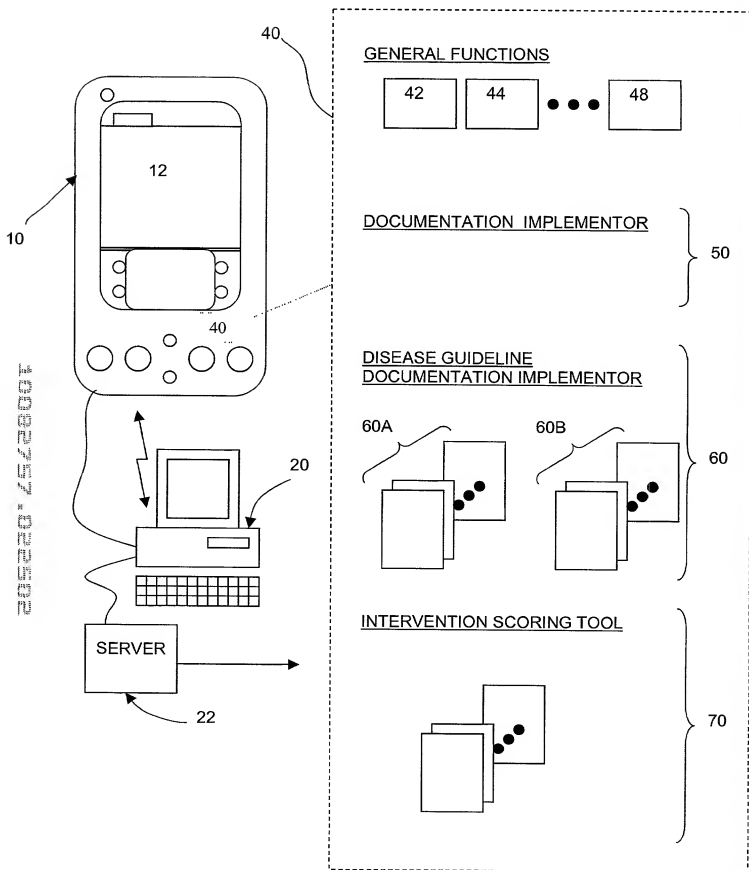 40
GENERAL FUNCTIONS
42 44 48
12
10
DOCUMENTATION IMPLEMENTOR
50
40
DISEASE GUIDELINE
DOCUMENTATION IMPLEMENTOR
60A 60B
60
20
INTERVENTION SCORING TOOL
SERVER
22
70